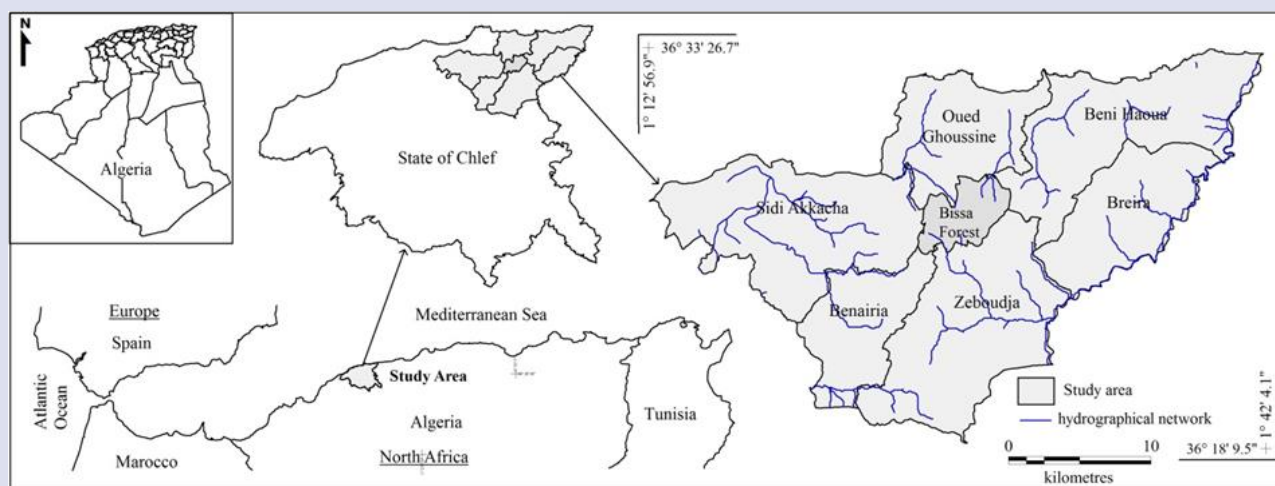 N
Algeria
State of Chlef
1° 12' 56.9"
36° 33' 26.7"
Oued
Ghoussine
Beni Haoua
Sidi Akkacha
Bissa
Forest
Breira
Benairia
Zeboudja
Europe
Spain
Mediterranean Sea
Atlantic
Ocean
Study Area
Algeria
Tunisia
North Africa
Marocco
Study area
hydrographical network
0 10
kilometres
36° 18' 9.5"
1° 42' 4.1"